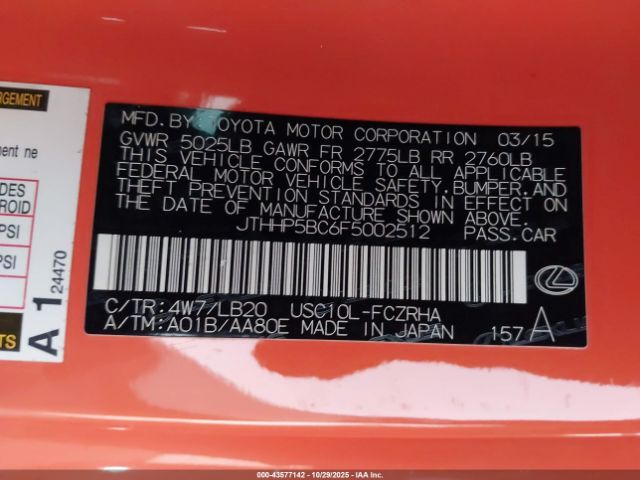 RGEMENT
ment ne
DES
ROID
PSI
PSI
A 1 24470
TS
MFD. BY TOYOTA MOTOR CORPORATION 03/15
GVWR 5025LB GAWR FR 2775LB RR 2760LB
THIS VEHICLE CONFORMS TO ALL APPLICABLE
FEDERAL MOTOR VEHICLE SAFETY, BUMPER, AND
THEFT PREVENTION STANDARDS IN EFFECT ON
THE DATE OF MANUFACTURE SHOWN ABOVE.
JTHHP5BC6F5002512 PASS.CAR
C/TR:4W7/LB20 USC10L-FCZRHA
A/TM:A01B/AA80E MADE IN JAPAN 157 A
000-43577142 - 10/29/2025 - IAA Inc.